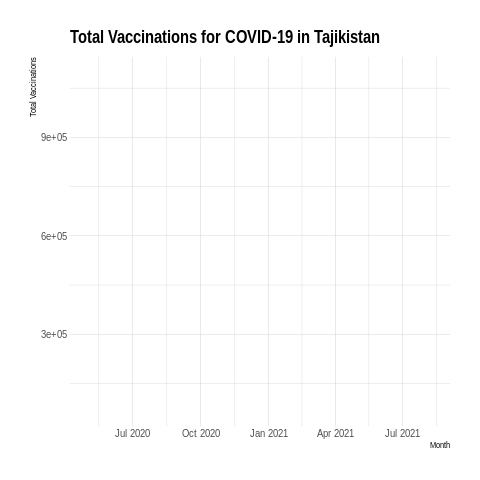 Total Vaccinations for COVID-19 in Tajikistan
Total Vaccinations
9e+05
6e+05
3e+05
Jul 2020
Oct 2020
Jan 2021
Apr 2021
Jul 2021
Month